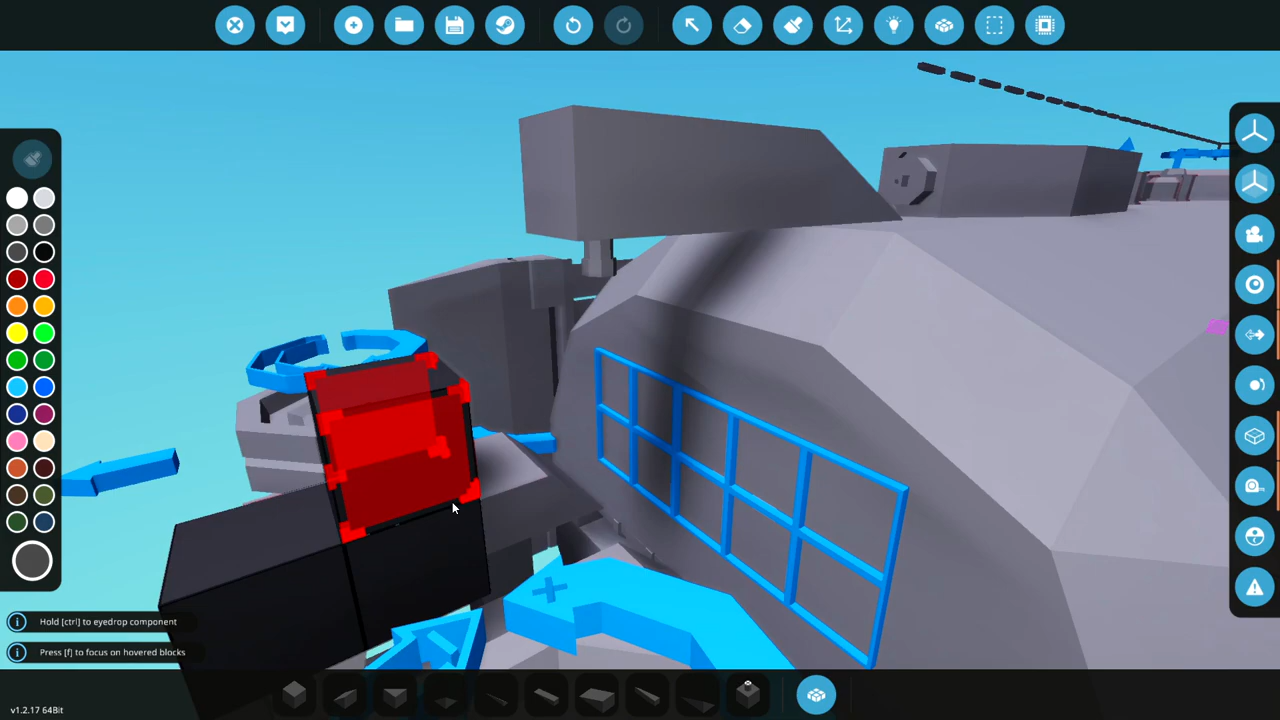 Hold [ctrl] to eyedrop component
Press [f] to focus on hovered blocks
v1.2.17 64Bit